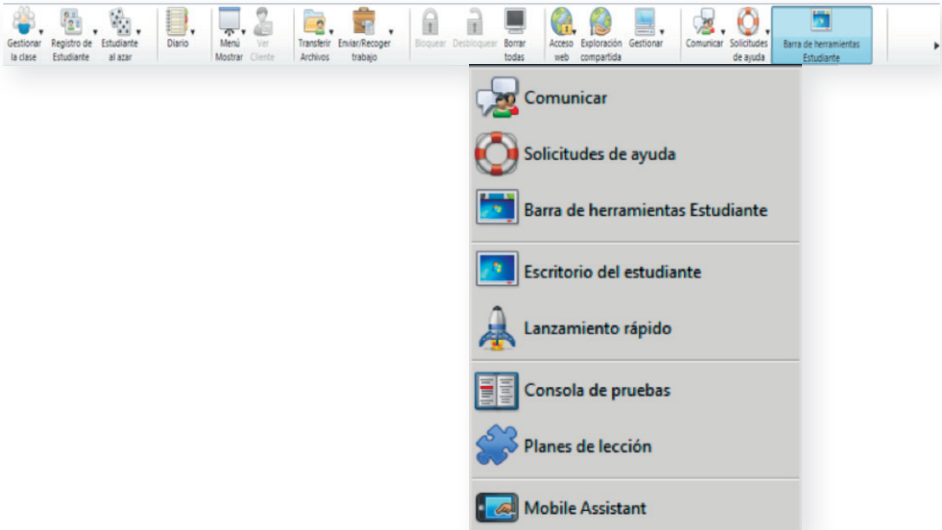 Gestionar la clase
Registro de Estudiante
Estudiante al azar
Diario
Menú Mostrar
Ver Cliente
Transferir Archivos
Enviar/Recoger trabajo
Bloquear
Desbloquear
Borrar todas
Acceso web
Exploración compartida
Gestionar
Comunicar
Solicitudes de ayuda
Barra de herramientas Estudiante
Comunicar
Solicitudes de ayuda
Barra de herramientas Estudiante
Escritorio del estudiante
Lanzamiento rápido
Consola de pruebas
Planes de lección
Mobile Assistant